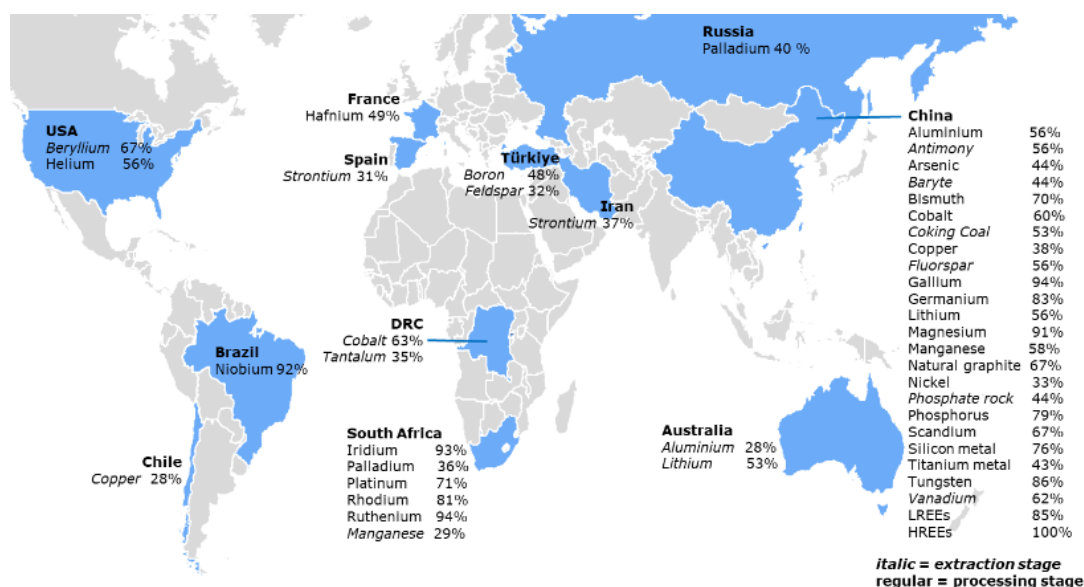 Russia
Palladium 40 %
France
Hafnium 49%
USA
Beryllium 67%
Helium 56%
Spain
Strontium 31%
Türkiye
Boron 48%
Feldspar 32%
Iran
Strontium 37%
China
Aluminium 56%
Antimony 56%
Arsenic 44%
Baryte 44%
Bismuth 70%
Cobalt 60%
Coking Coal 53%
Copper 38%
Fluorspar 56%
Gallium 94%
Germanium 83%
Lithium 56%
Magnesium 91%
Manganese 58%
Natural graphite 67%
Nickel 33%
Phosphate rock 44%
Phosphorus 79%
Scandium 67%
Silicon metal 76%
Titanium metal 43%
Tungsten 86%
Vanadium 62%
LREEs 85%
HREEs 100%
DRC
Cobalt 63%
Tantalum 35%
Brazil
Niobium 92%
Chile
Copper 28%
South Africa
Iridium 93%
Palladium 36%
Platinum 71%
Rhodium 81%
Ruthenium 94%
Manganese 29%
Australia
Aluminium 28%
Lithium 53%
italic = extraction stage
regular = processing stage